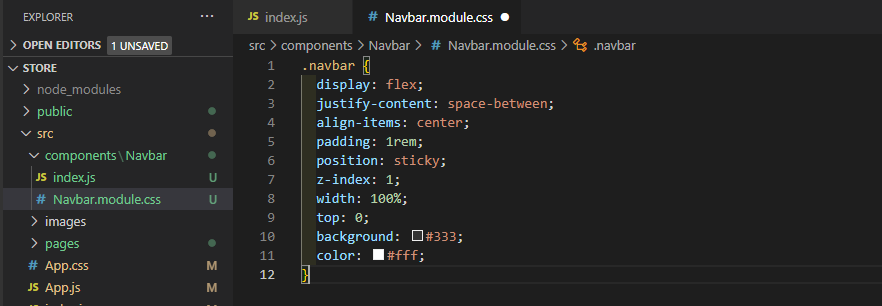 EXPLORER
...
OPEN EDITORS 1 UNSAVED
STORE
node_modules
public
src
components\Navbar
JS index.js U
# Navbar.module.css U
images
pages
# App.css M
JS App.js M
JS index.js
# Navbar.module.css
src > components > Navbar > # Navbar.module.css > .navbar
1 .navbar {
2 display: flex;
3 justify-content: space-between;
4 align-items: center;
5 padding: 1rem;
6 position: sticky;
7 z-index: 1;
8 width: 100%;
9 top: 0;
10 background: #333;
11 color: #fff;
12 }